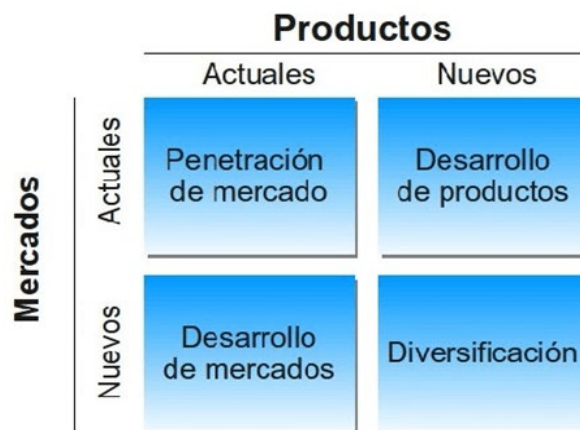 Productos
Actuales
Nuevos
Mercados
Actuales
Penetración
de mercado
Desarrollo
de productos
Nuevos
Desarrollo
de mercados
Diversificación